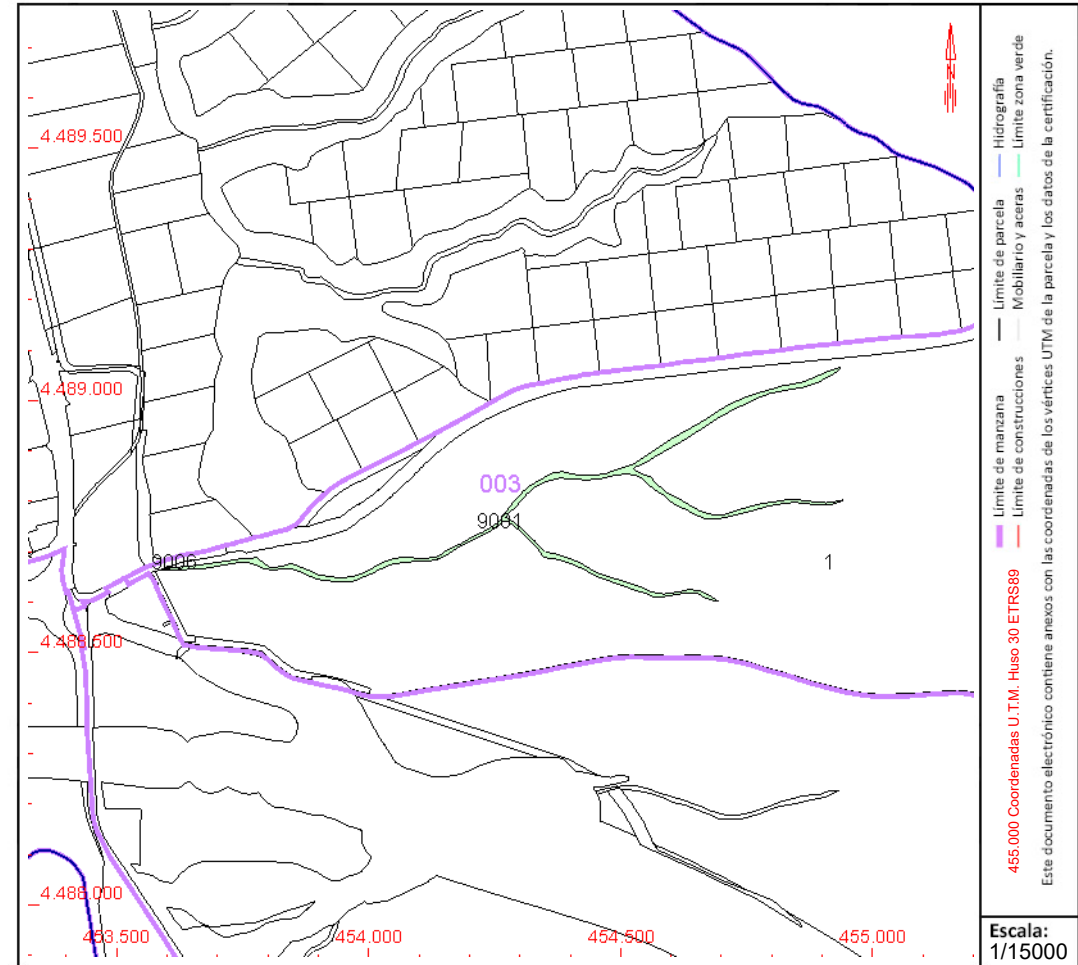 4.489.500
4.489.000
003
9001
9006
1
4.488.500
4.488.000
453.500
454.000
454.500
455.000
455.000 Coordenadas U.T.M. Huso 30 ETRS89
Límite de manzana
Límite de parcela
Hidrografía
Límite de construcciones
Mobiliario y aceras
Límite zona verde
Este documento electrónico contiene anexos con las coordenadas de los vértices UTM de la parcela y los datos de la certificación.
Escala:
1/15000